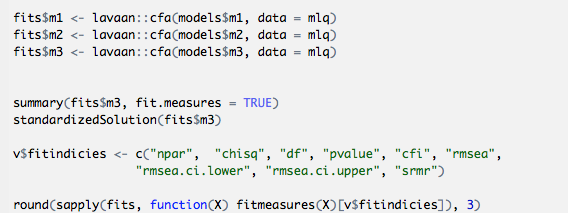 fits$m1 <- lavaan::cfa(models$m1, data = mlq)
fits$m2 <- lavaan::cfa(models$m2, data = mlq)
fits$m3 <- lavaan::cfa(models$m3, data = mlq)
summary(fits$m3, fit.measures = TRUE)
standardizedSolution(fits$m3)
v$fitindicies <- c("npar", "chisq", "df", "pvalue", "cfi", "rmsea",
"rmsea.ci.lower", "rmsea.ci.upper", "srmr")
round(sapply(fits, function(X) fitmeasures(X)[v$fitindicies]), 3)